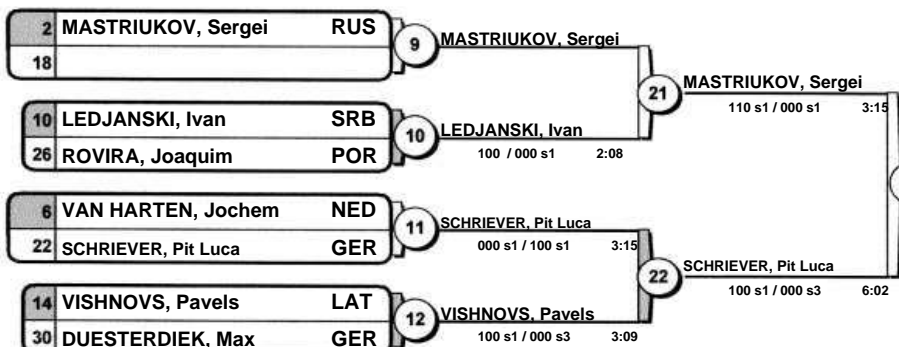 2 MASTRIUKOV, Sergei RUS
18
9
MASTRIUKOV, Sergei
10 LEDJANSKI, Ivan SRB
26 ROVIRA, Joaquim POR
10
LEDJANSKI, Ivan
100 / 000 s1 2:08
21
MASTRIUKOV, Sergei
110 s1 / 000 s1 3:15
6 VAN HARTEN, Jochem NED
22 SCHRIEVER, Pit Luca GER
11
SCHRIEVER, Pit Luca
000 s1 / 100 s1 3:15
14 VISHNOVS, Pavels LAT
30 DUESTERDIEK, Max GER
12
VISHNOVS, Pavels
100 s1 / 000 s3 3:09
22
SCHRIEVER, Pit Luca
100 s1 / 000 s3 6:02